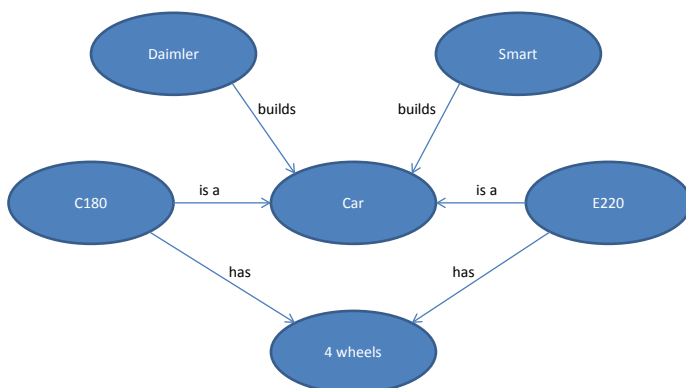 Daimler
Smart
builds
builds
C180
is a
Car
is a
E220
has
has
4 wheels